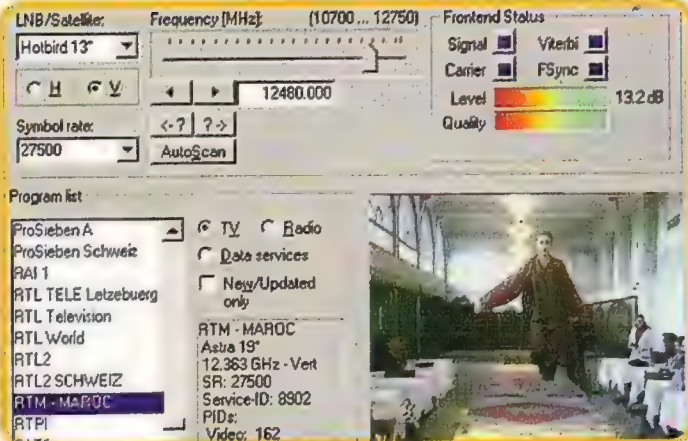 LNB/Satellite:
Hotbird 13°
H V
Symbol rate:
27500
Frequency [MHz]: (10700 ... 12750)
12480.000
<-? ?->
AutoScan
Frontend Status
Signal Viterbi
Carrier FSync
Level 13.2 dB
Quality
Program list
ProSieben A
ProSieben Schweiz
RAI 1
RTL TELE Letzebuerg
RTL Television
RTL World
RTL2
RTL2 SCHWEIZ
RTM - MAROC
RTPI
TV Radio
Data services
New/Updated
only
RTM - MAROC
Astra 19°
12.363 GHz - Vert
SR: 27500
Service-ID: 8902
PIDs:
Video: 162